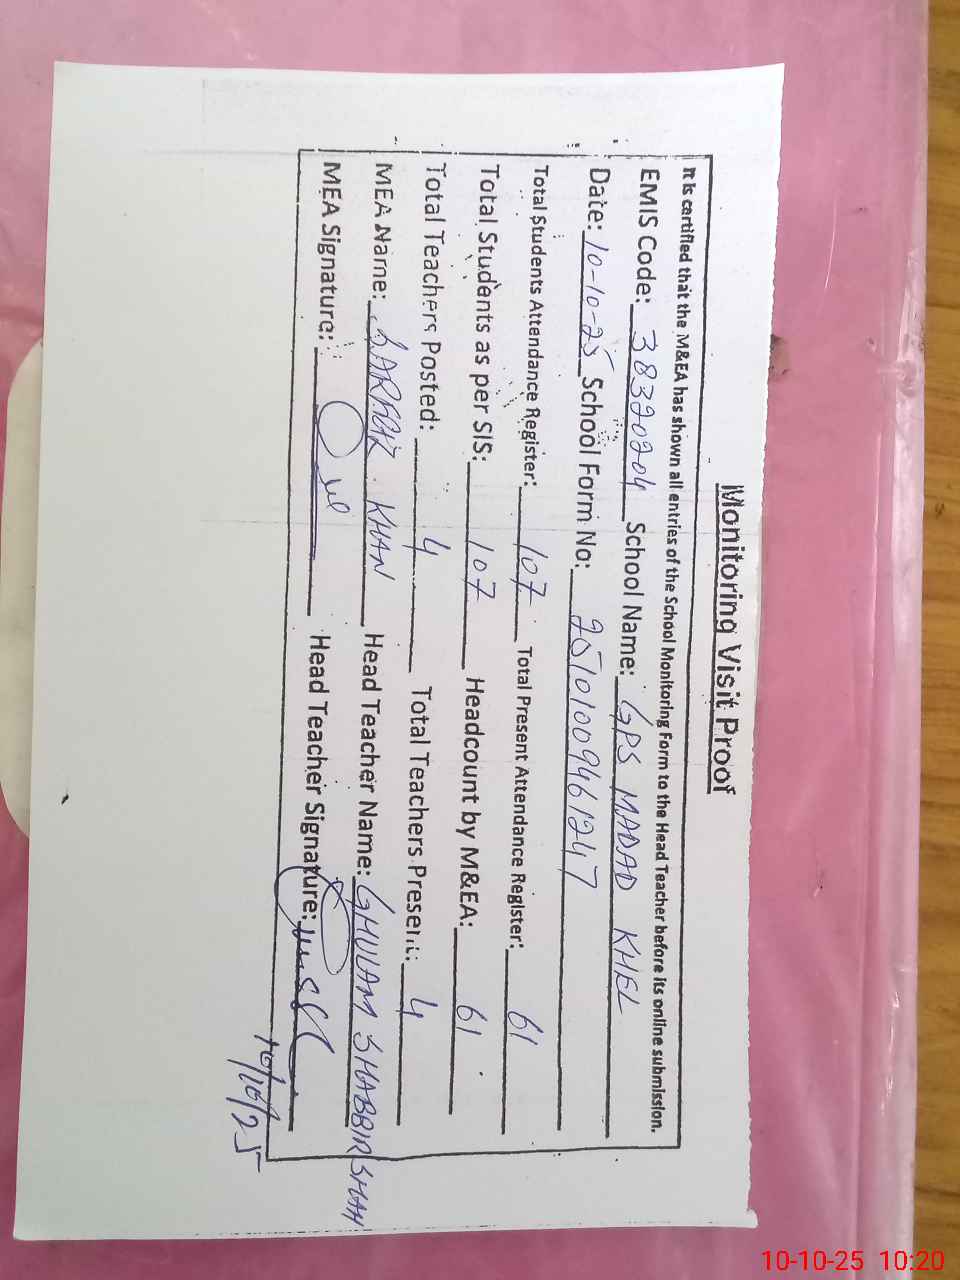 Monitoring Visit Proof
It is certified that the M&EA has shown all entries of the School Monitoring Form to the Head Teacher before its online submission.
EMIS Code: 38320204 School Name: GPS MADAD KHEL
Date: 10-10-25 School Form No: 25101009461247
Total Students Attendance Register: 107 Total Present Attendance Register: 61
Total Students as per SIS: 107 Headcount by M&EA: 61
Total Teachers Posted: 4 Total Teachers Present: 4
MEA Name: KHAN Head Teacher Name: GHULAM SHABBIR SHAH
MEA Signature: Head Teacher Signature:
10/10/25
10-10-25 10:20